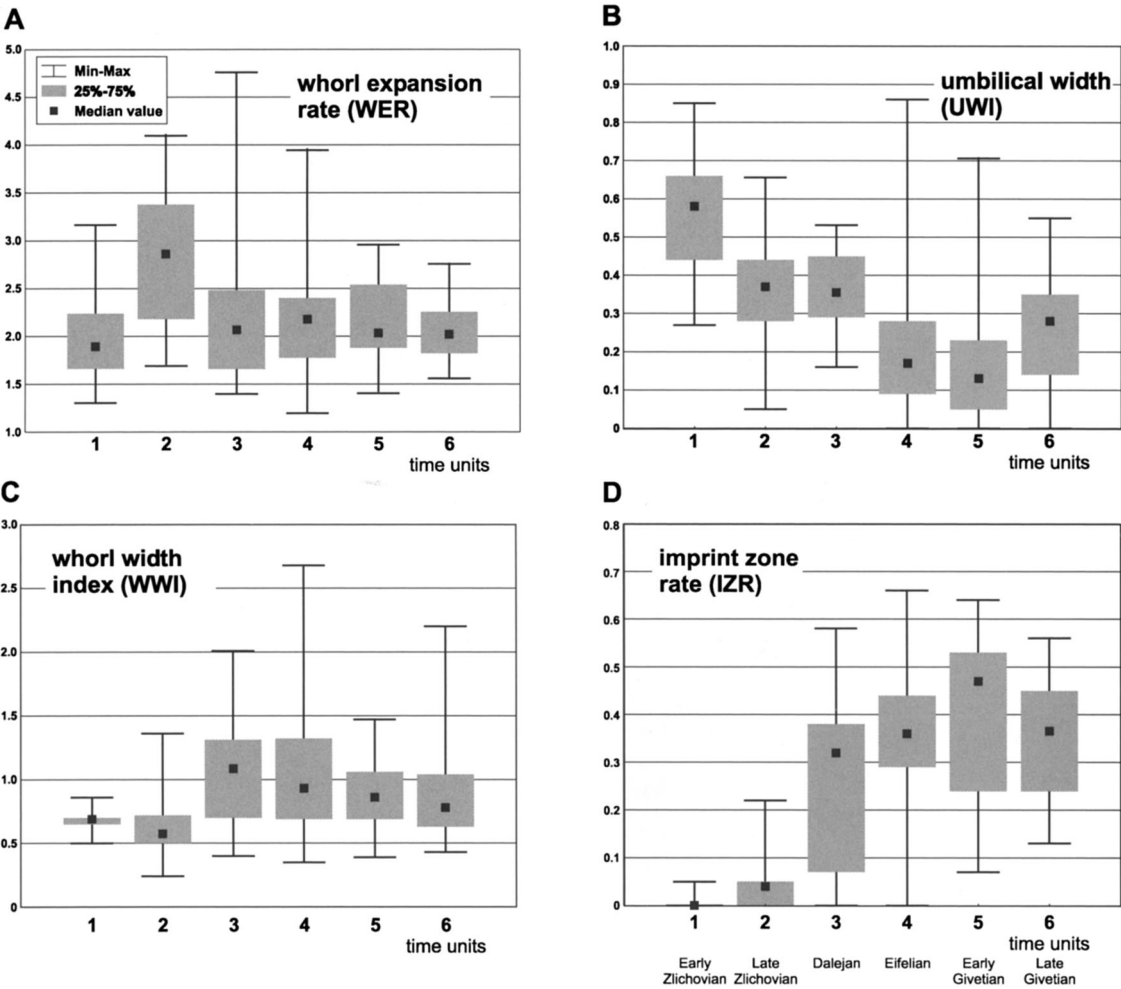 A
5.0
4.5
4.0
3.5
3.0
2.5
2.0
1.5
1.0
Min-Max
25%-75%
Median value
whorl expansion
rate (WER)
1 2 3 4 5 6
time units
B
1.0
0.9
0.8
0.7
0.6
0.5
0.4
0.3
0.2
0.1
0
umbilical width
(UWI)
1 2 3 4 5 6
time units
C
3.0
2.5
2.0
1.5
1.0
0.5
0
whorl width
index (WWI)
1 2 3 4 5 6
time units
D
0.8
0.7
0.6
0.5
0.4
0.3
0.2
0.1
0
imprint zone
rate (IZR)
1 2 3 4 5 6
time units
Early Late Dalejan Eifelian Early Late
Zlichovian Zlichovian Givetian Givetian